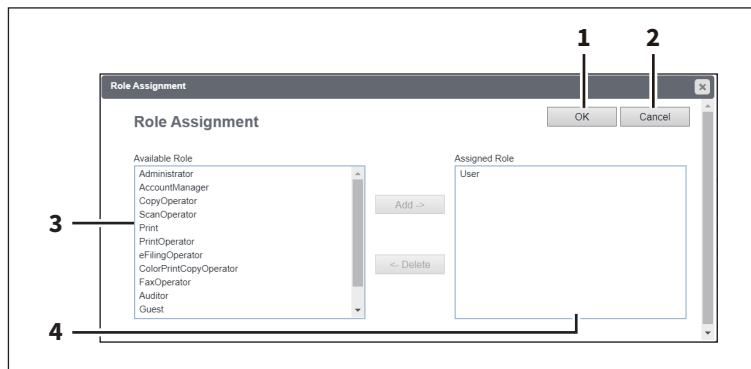 1 2
Role Assignment
Role Assignment
OK Cancel
Available Role Assigned Role
Administrator User
AccountManager
CopyOperator
Add ->
ScanOperator
3 Print
PrintOperator
eFilingOperator
<- Delete
ColorPrintCopyOperator
FaxOperator
Auditor
Guest
4